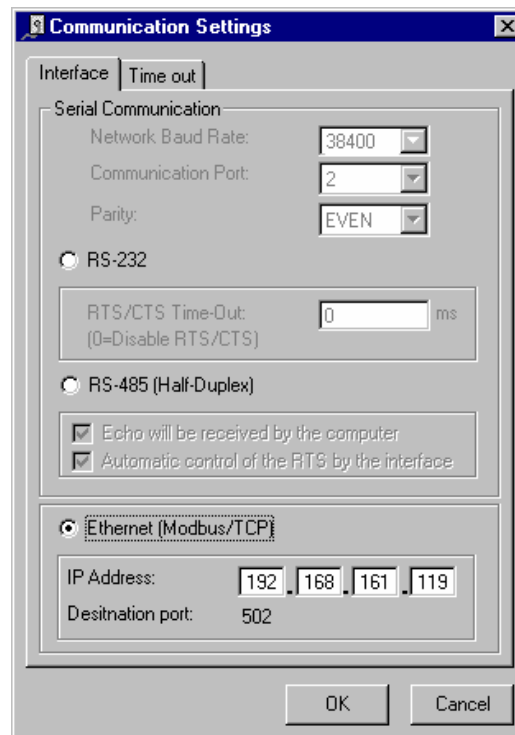 Communication Settings
Interface Time out
Serial Communication
Network Baud Rate: 38400
Communication Port: 2
Parity: EVEN
RS-232
RTS/CTS Time-Out: 0 ms
(0=Disable RTS/CTS)
RS-485 (Half-Duplex)
Echo will be received by the computer
Automatic control of the RTS by the interface
Ethernet (Modbus/TCP)
IP Address: 192 . 168 . 161 . 119
Desitnation port: 502
OK Cancel